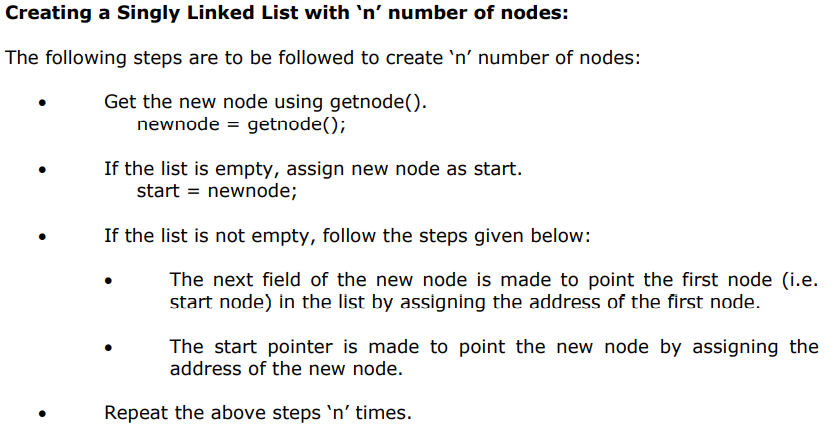 Creating a Singly Linked List with ‘n’ number of nodes:
The following steps are to be followed to create ‘n’ number of nodes:
• Get the new node using getnode().
newnode = getnode();
• If the list is empty, assign new node as start.
start = newnode;
• If the list is not empty, follow the steps given below:
• The next field of the new node is made to point the first node (i.e.
start node) in the list by assigning the address of the first node.
• The start pointer is made to point the new node by assigning the
address of the new node.
• Repeat the above steps ‘n’ times.